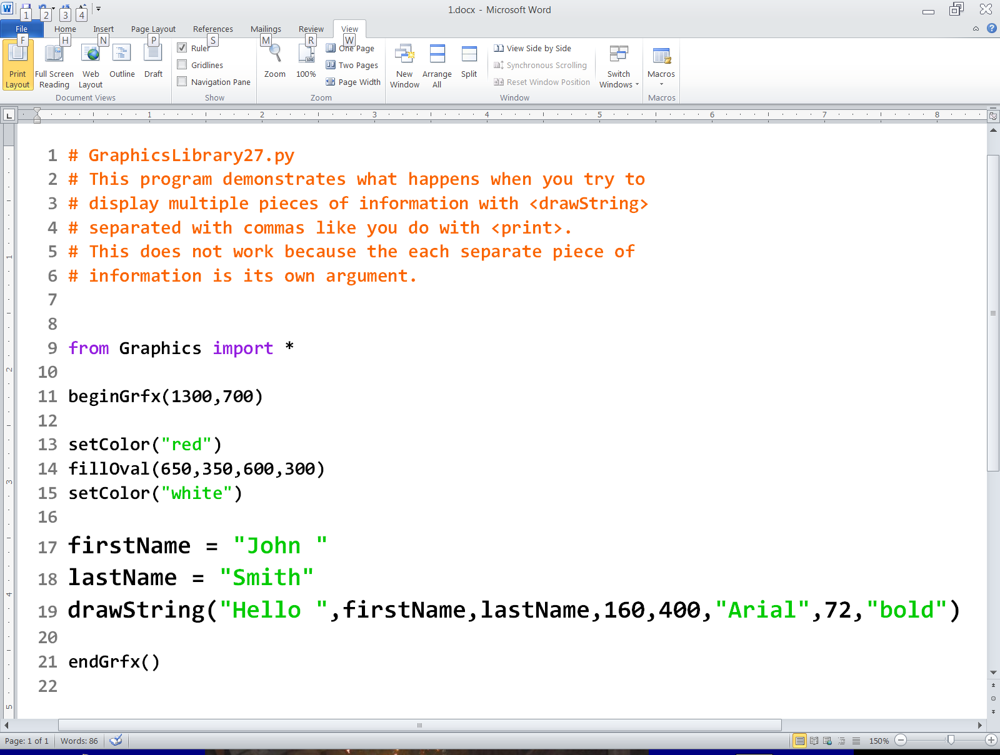 1.docx - Microsoft Word
1 2 3 4
File Home Insert Page Layout References Mailings Review View
F H N P S M R W
Print Layout
Full Screen Reading
Web Layout
Outline
Draft
Document Views
Ruler
Gridlines
Navigation Pane
Show
Zoom
100
100%
One Page
Two Pages
Page Width
Zoom
New Window
Arrange All
Split
View Side by Side
Synchronous Scrolling
Reset Window Position
Window
Switch Windows
Macros
Macros
L 1 2 3 4 5 6 7 8
1
2
3
4
5
1 # GraphicsLibrary27.py
2 # This program demonstrates what happens when you try to
3 # display multiple pieces of information with <drawString>
4 # separated with commas like you do with <print>.
5 # This does not work because the each separate piece of
6 # information is its own argument.
7
8
9 from Graphics import *
10
11 beginGrfx(1300,700)
12
13 setColor("red")
14 fillOval(650,350,600,300)
15 setColor("white")
16
17 firstName = "John "
18 lastName = "Smith"
19 drawString("Hello ",firstName,lastName,160,400,"Arial",72,"bold")
20
21 endGrfx()
22
Page: 1 of 1 Words: 86 150%